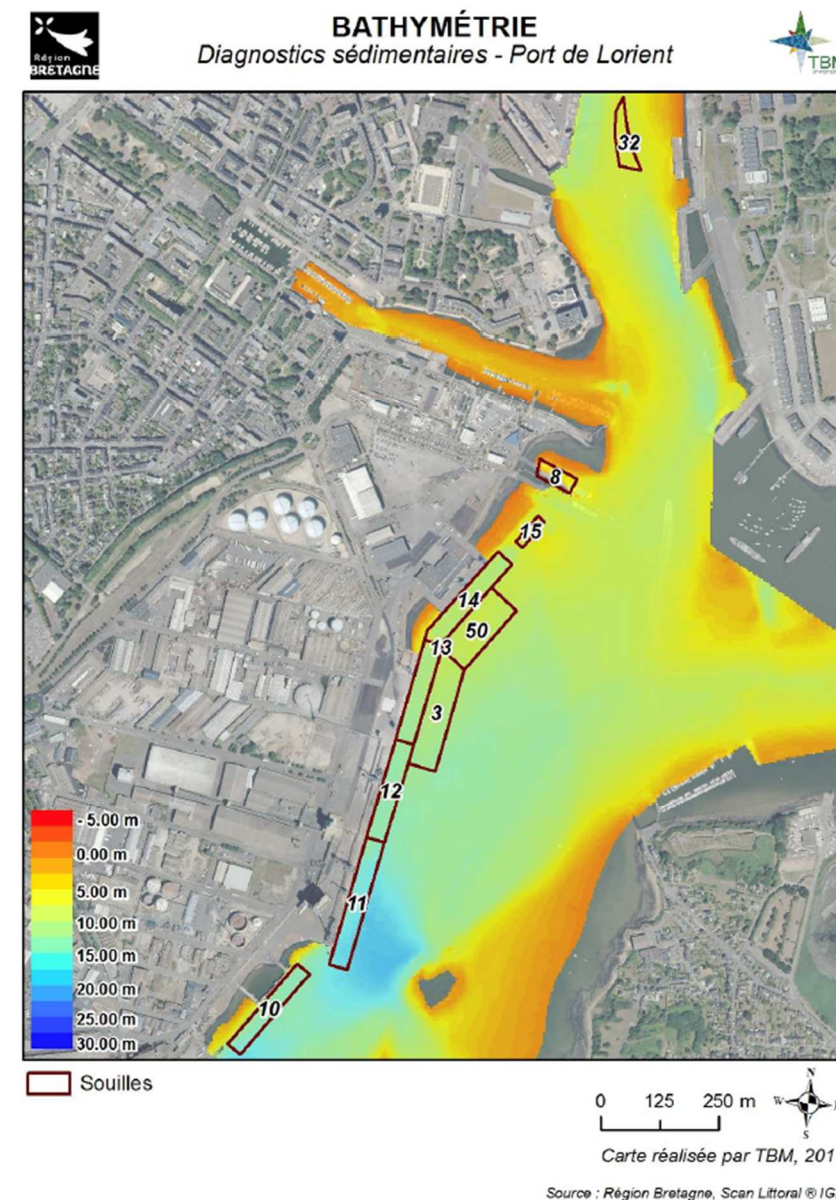 BATHYMÉTRIE
Diagnostics sédimentaires - Port de Lorient
Région
BRETAGNE
TBM
32
8
15
14
50
13
3
12
11
10
- 5.00 m
0.00 m
5.00 m
10.00 m
15.00 m
20.00 m
25.00 m
30.00 m
Souilles
0 125 250 m
N
W
S
Carte réalisée par TBM, 201
Source : Région Bretagne, Scan Littoral ® IG